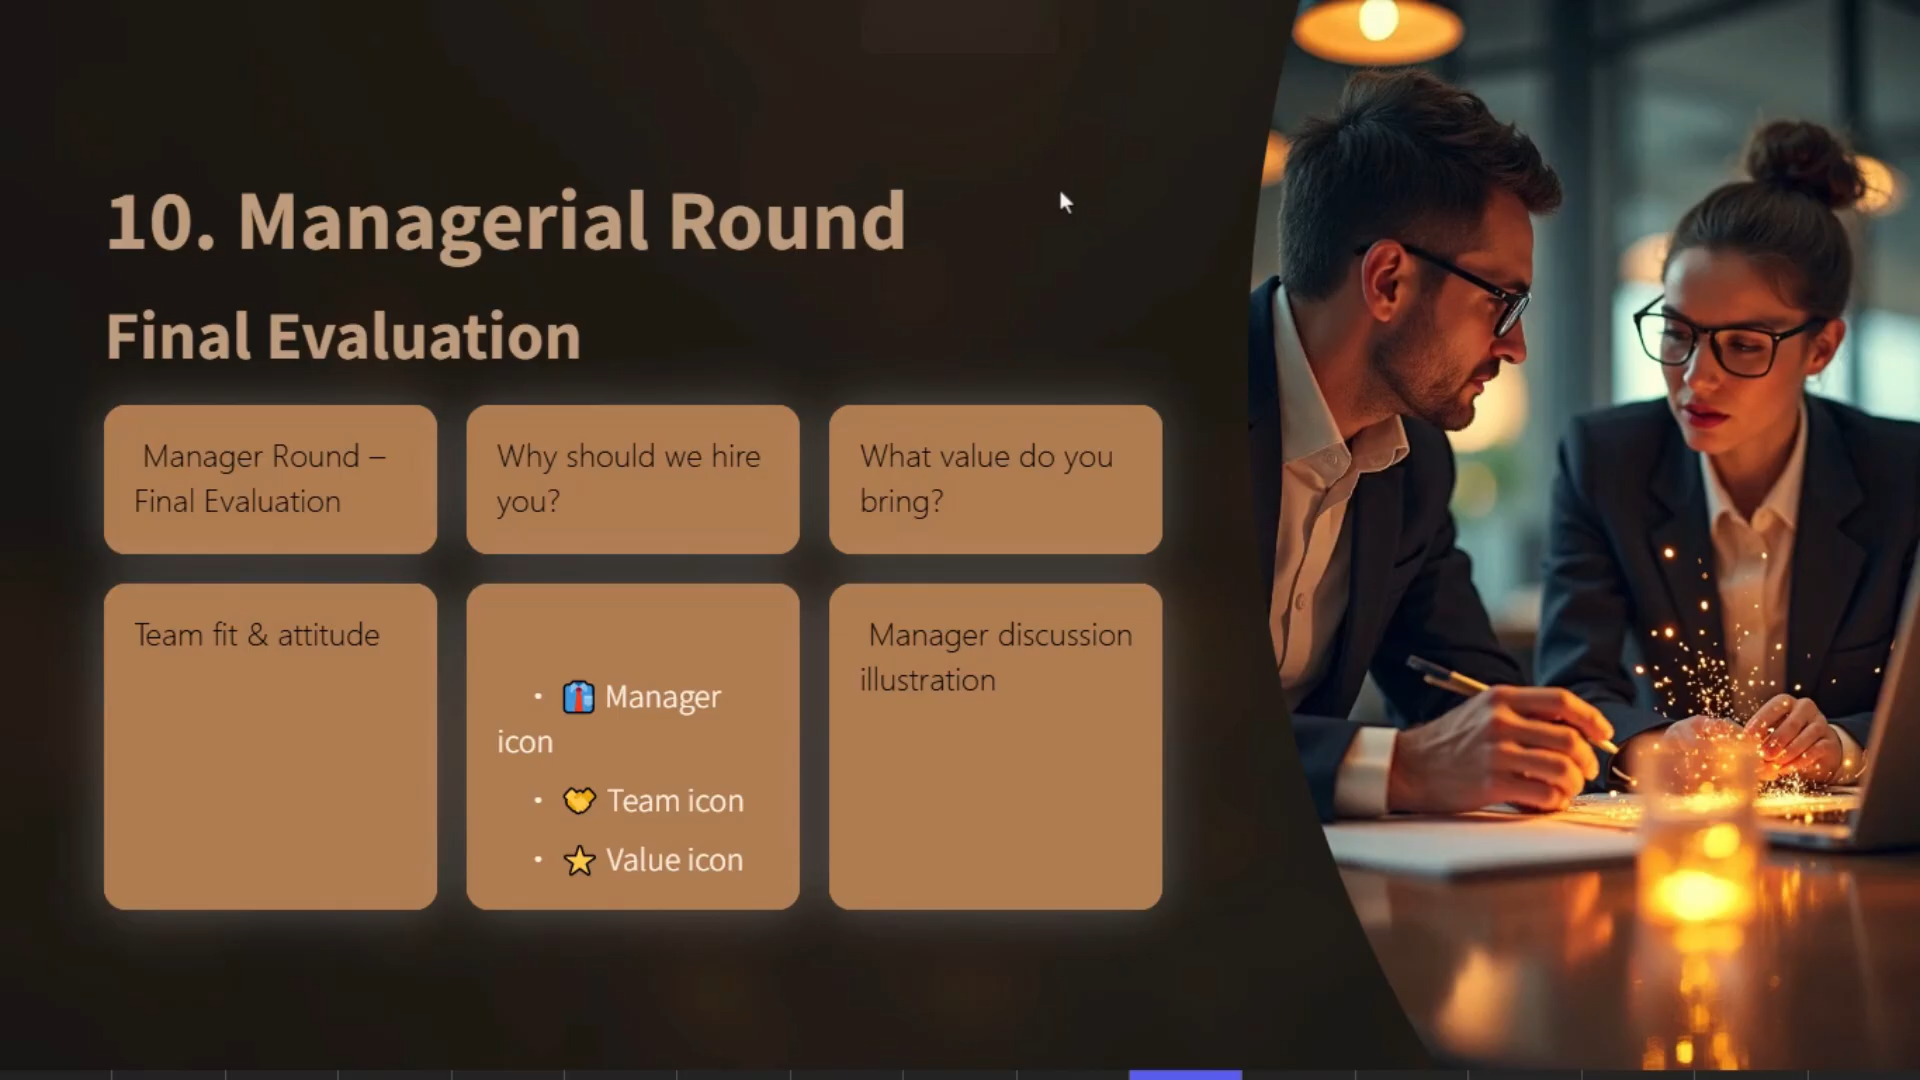 10. Managerial Round
Final Evaluation
Manager Round –
Final Evaluation
Why should we hire
you?
What value do you
bring?
Team fit & attitude
• 👔 Manager
icon
• 🤝 Team icon
• ⭐ Value icon
Manager discussion
illustration